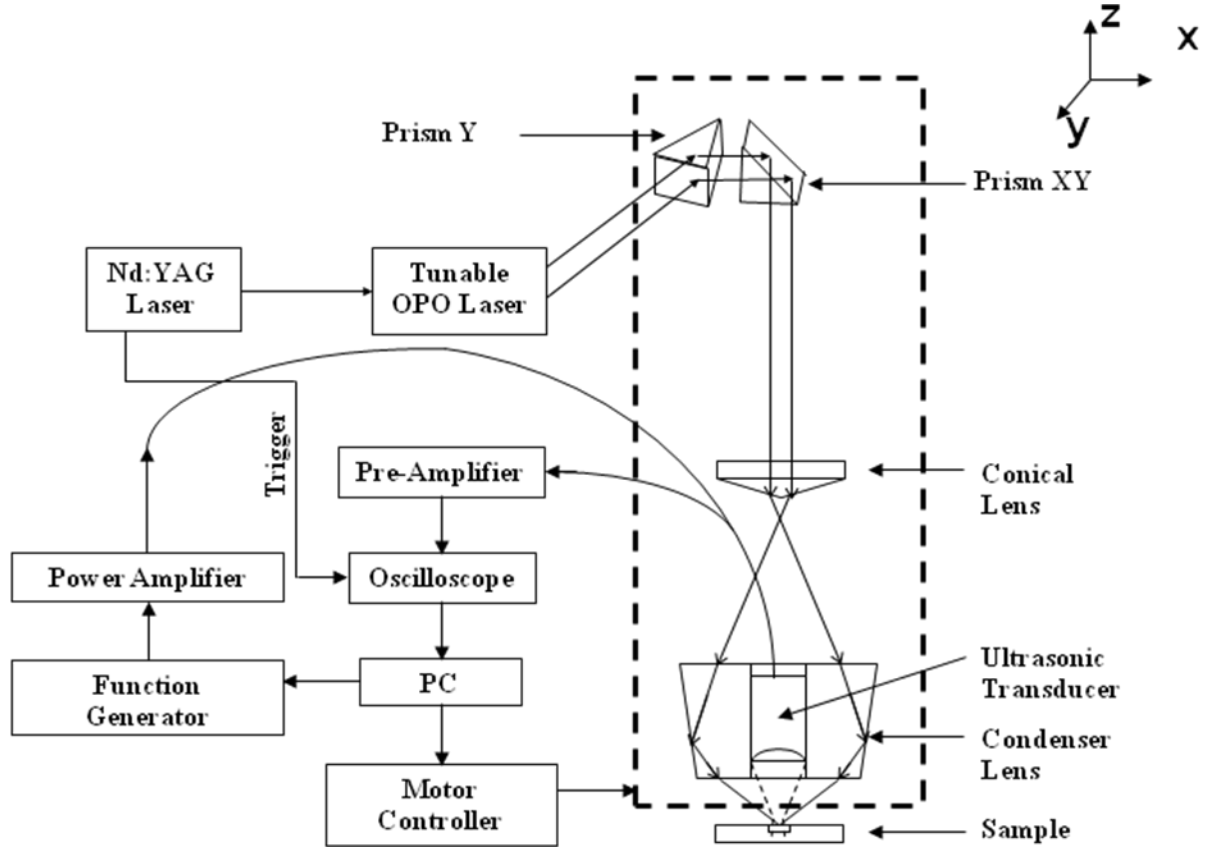 z
x
y
Prism Y
Prism XY
Nd:YAG
Laser
Tunable
OPO Laser
Trigger
Pre-Amplifier
Conical
Lens
Power Amplifier
Oscilloscope
Function
Generator
PC
Ultrasonic
Transducer
Condenser
Lens
Motor
Controller
Sample